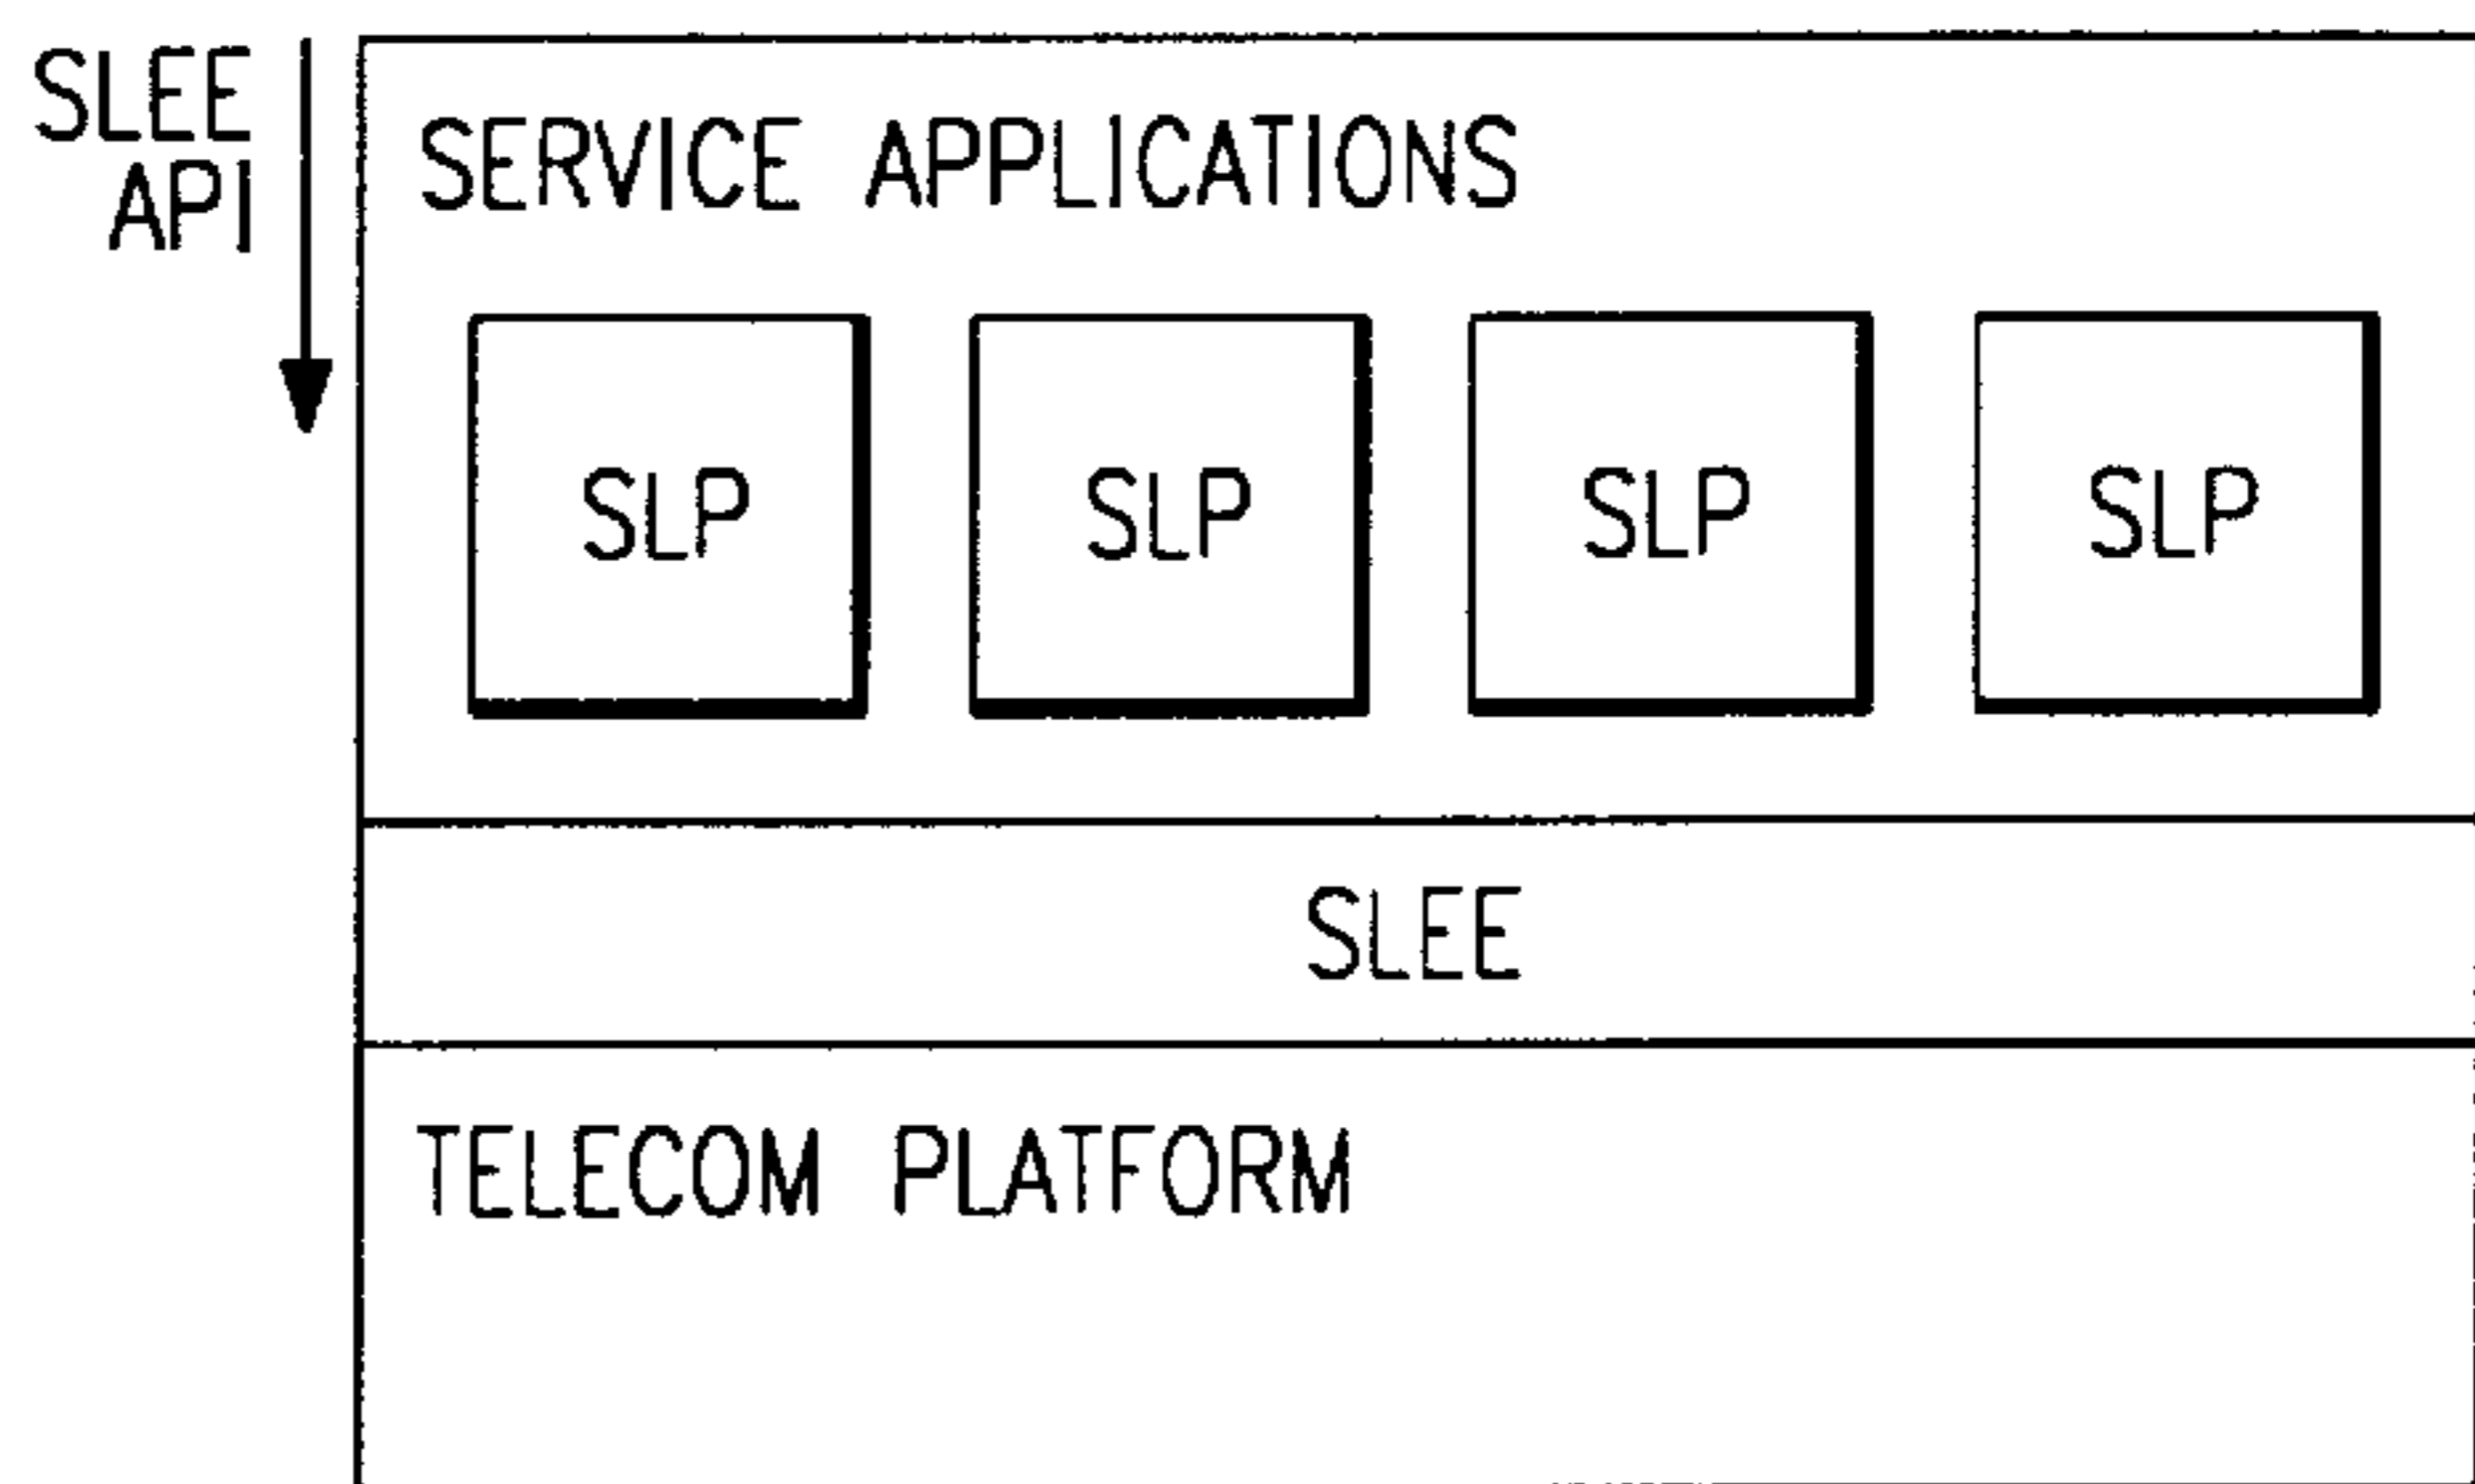 SLEE
API
SERVICE APPLICATIONS
SLP SLP SLP SLP
SLEE
TELECOM PLATFORM